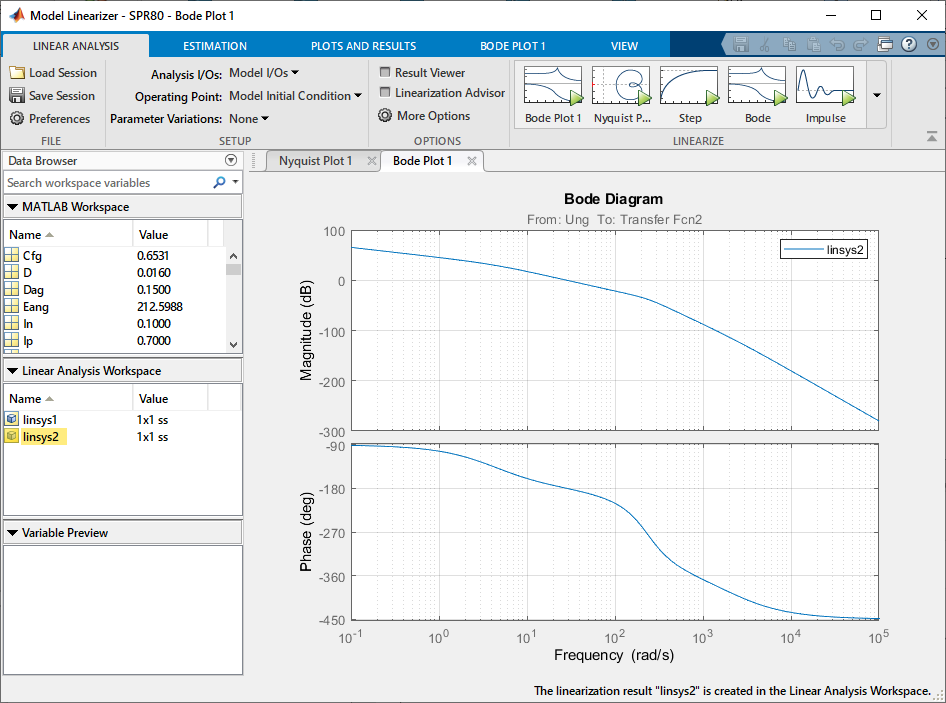 Model Linearizer - SPR80 - Bode Plot 1
LINEAR ANALYSIS ESTIMATION PLOTS AND RESULTS BODE PLOT 1 VIEW
Load Session
Save Session
Preferences
FILE
Analysis I/Os: Model I/Os
Operating Point: Model Initial Condition
Parameter Variations: None
SETUP
Result Viewer
Linearization Advisor
More Options
OPTIONS
Bode Plot 1 Nyquist P... Step Bode Impulse
LINEARIZE
Data Browser
Search workspace variables
MATLAB Workspace
Name Value
Cfg 0.6531
D 0.0160
Dag 0.1500
Eang 212.5988
In 0.1000
Ip 0.7000
Linear Analysis Workspace
Name Value
linsys1 1x1 ss
linsys2 1x1 ss
Variable Preview
Nyquist Plot 1 Bode Plot 1
Bode Diagram
From: Ung To: Transfer Fcn2
linsys2
Magnitude (dB)
100
0
-100
-200
-300
Phase (deg)
-90
-180
-270
-360
-450
10^-1 10^0 10^1 10^2 10^3 10^4 10^5
Frequency (rad/s)
The linearization result "linsys2" is created in the Linear Analysis Workspace.